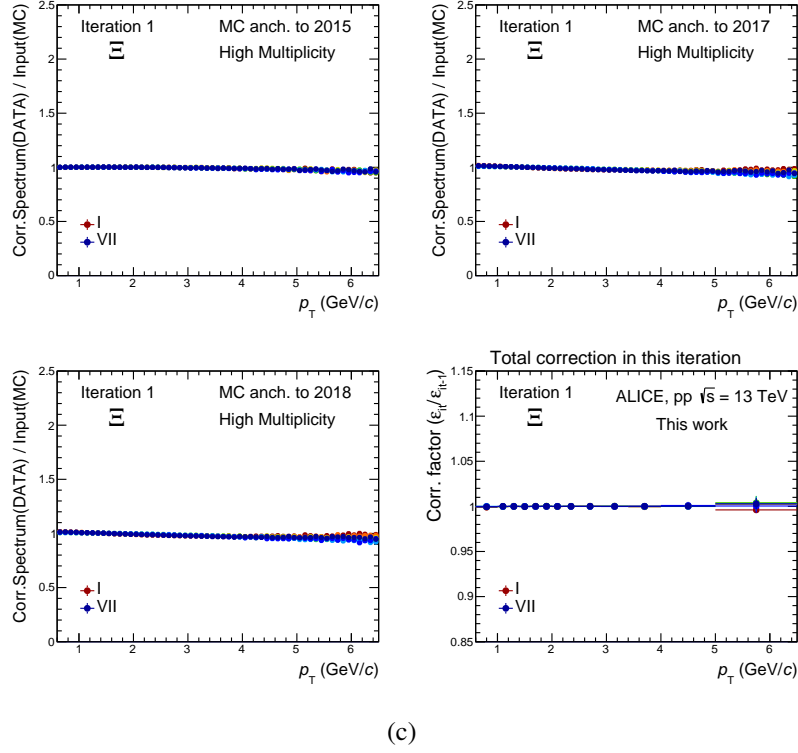 Corr.Spectrum(DATA) / Input(MC)
2.5
2
1.5
1
0.5
0
Iteration 1
MC anch. to 2015
Ξ
High Multiplicity
I
VII
1 2 3 4 5 6
p_T (GeV/c)
Corr.Spectrum(DATA) / Input(MC)
2.5
2
1.5
1
0.5
0
Iteration 1
MC anch. to 2017
Ξ
High Multiplicity
I
VII
1 2 3 4 5 6
p_T (GeV/c)
Corr.Spectrum(DATA) / Input(MC)
2.5
2
1.5
1
0.5
0
Iteration 1
MC anch. to 2018
Ξ
High Multiplicity
I
VII
1 2 3 4 5 6
p_T (GeV/c)
Total correction in this iteration
Corr. factor (ε_it/ε_it-1)
1.15
1.1
1.05
1
0.95
0.9
0.85
Iteration 1
ALICE, pp √s = 13 TeV
Ξ
This work
I
VII
1 2 3 4 5 6
p_T (GeV/c)
(c)